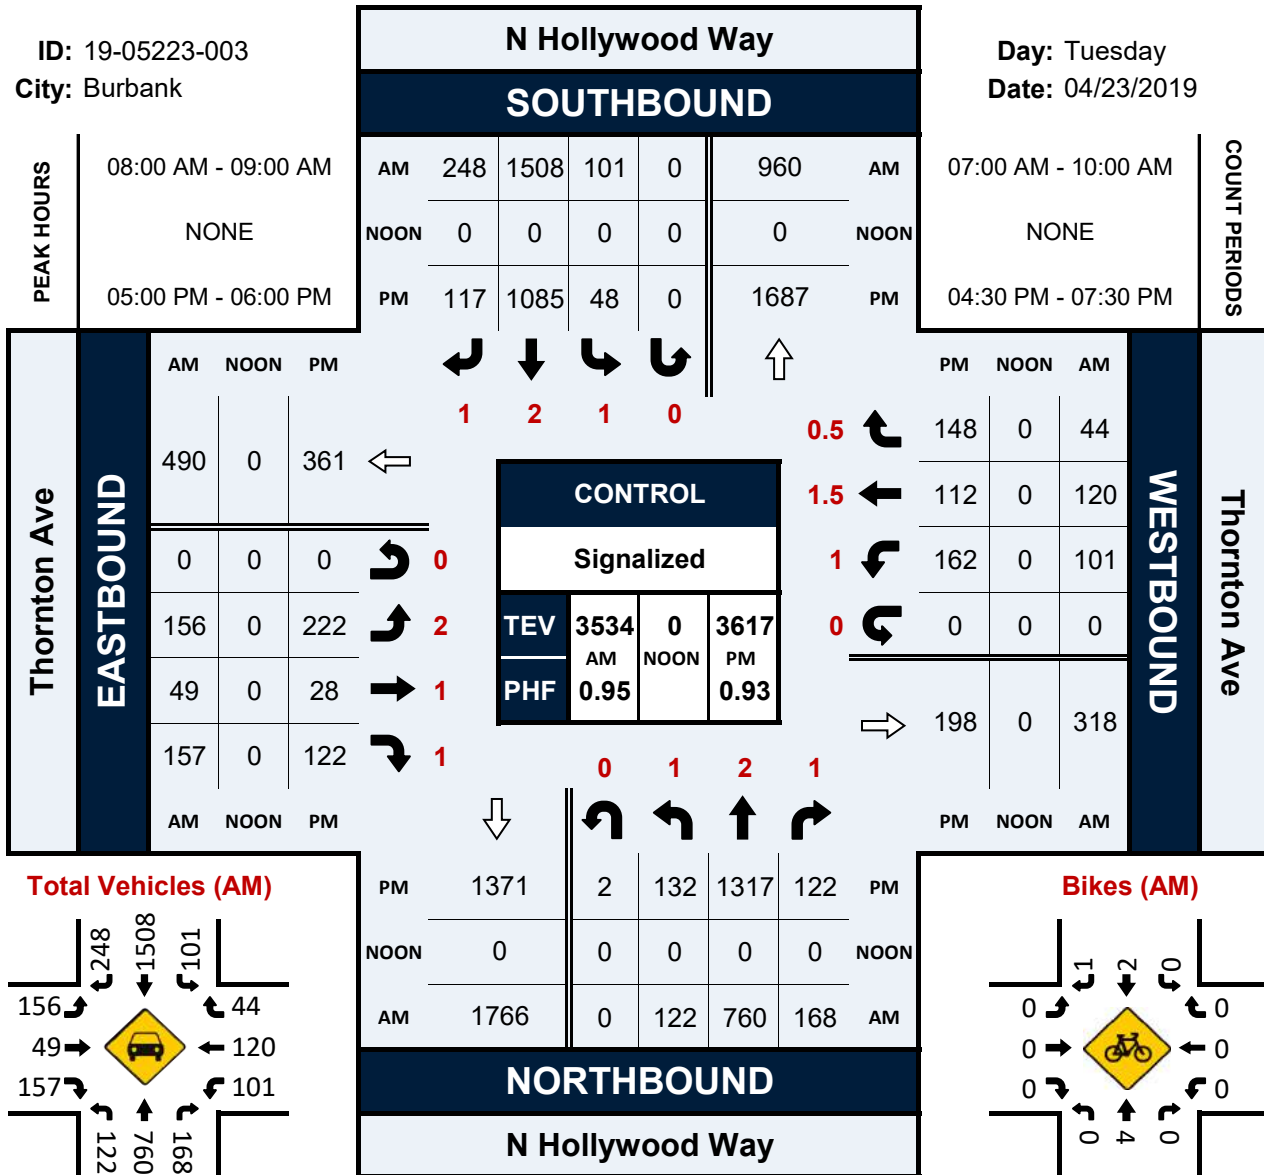 N Hollywood Way
ID: 19-05223-003
Day: Tuesday
City: Burbank
Date: 04/23/2019
SOUTHBOUND
PEAK HOURS
08:00 AM - 09:00 AM
AM 248 1508 101 0 960 AM
07:00 AM - 10:00 AM
COUNT PERIODS
NONE
NOON 0 0 0 0 0 NOON
NONE
05:00 PM - 06:00 PM
PM 117 1085 48 0 1687 PM
04:30 PM - 07:30 PM
AM NOON PM
PM NOON AM
1 2 1 0
0.5 148 0 44
490 0 361
CONTROL
1.5 112 0 120
Thornton Ave
EASTBOUND
WESTBOUND
Thornton Ave
0 0 0 0
Signalized
1 162 0 101
156 0 222 2
TEV 3534 0 3617
0 0 0 0
AM NOON PM
49 0 28 1
PHF 0.95 0.93
198 0 318
157 0 122 1
0 1 2 1
AM NOON PM
PM NOON AM
Total Vehicles (AM)
PM 1371 2 132 1317 122 PM
Bikes (AM)
NOON 0 0 0 0 0 NOON
AM 1766 0 122 760 168 AM
248 1508 101
1 2 0
156 44
0 0
49 120
0 0
157 101
0 0
122 760 168
0 4 0
NORTHBOUND
N Hollywood Way